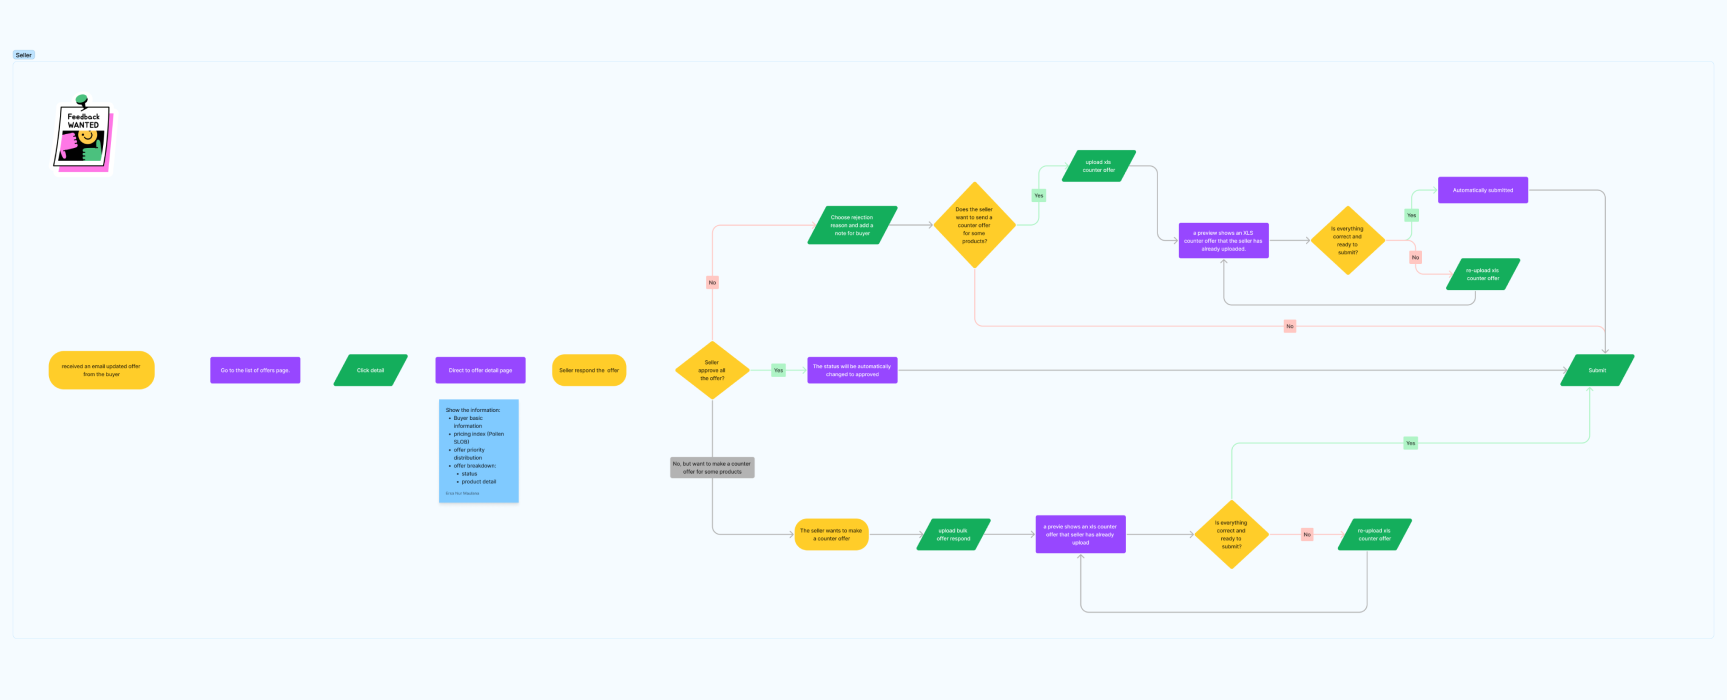 Seller
Feedback
WANTED
received an email updated offer
from the buyer
Go to the list of offers page.
Click detail
Direct to offer detail page
Seller respond the offer
Show the information:
• Buyer basic
information
• pricing index (Pollen
SLOB)
• offer priority
distribution
• offer breakdown:
• status
• product detail
Seller
approve all
the offer?
No
Yes
No, but want to make a counter
offer for some products
Choose rejection
reason and add a
note for buyer
Does the seller
want to send a
counter offer
for some
products?
Yes
upload xls
counter offer
a preview shows an XLS
counter offer that the seller has
already uploaded.
Is everything
correct and
ready to
submit?
Yes
Automatically submitted
No
re-upload xls
counter offer
No
The status will be automatically
changed to approved
Submit
The seller wants to make
a counter offer
upload bulk
offer respond
a previe shows an xls counter
offer that seller has already
upload
Is everything
correct and
ready to
submit?
Yes
No
re-upload xls
counter offer